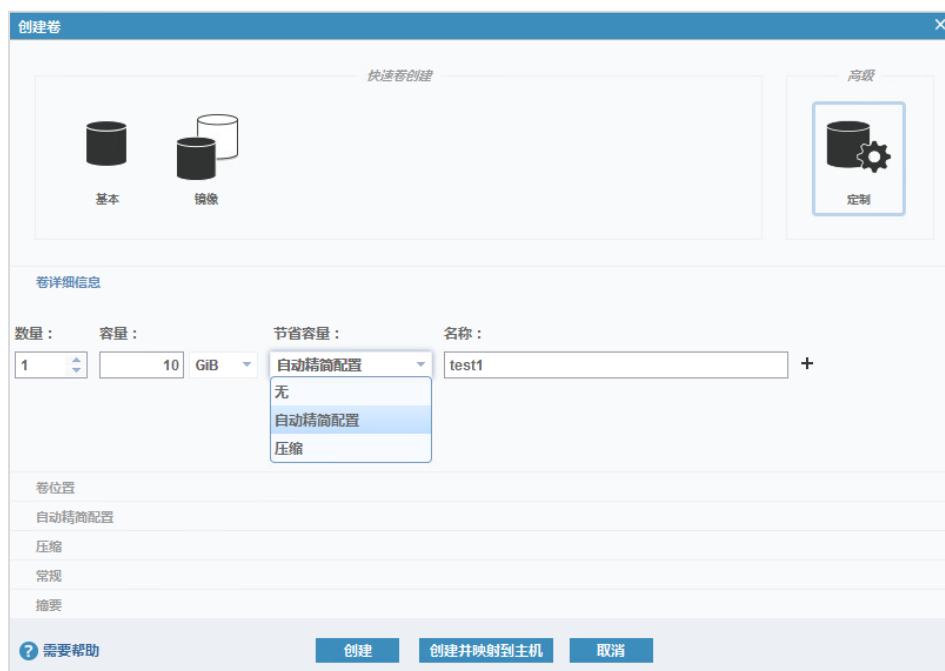 创建卷
快速卷创建
高级
基本
镜像
定制
卷详细信息
数量： 容量： 节省容量： 名称：
1 10 GiB 自动精简配置 test1
无
自动精简配置
压缩
卷位置
自动精简配置
压缩
常规
摘要
? 需要帮助 创建 创建并映射到主机 取消